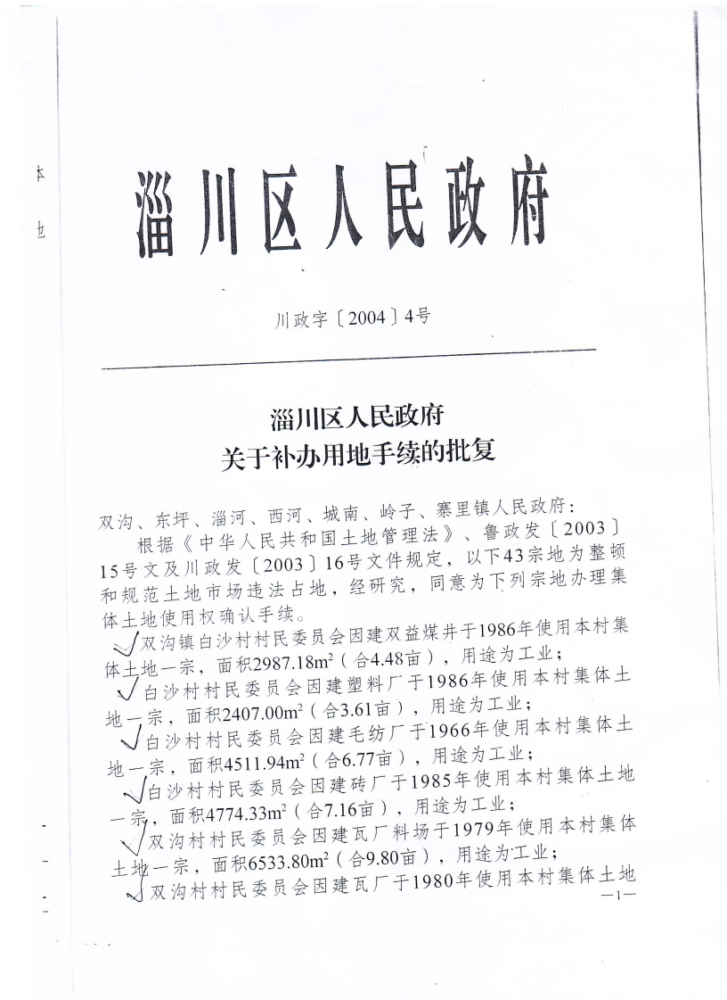 本
地
淄川区人民政府
川政字〔2004〕4号
淄川区人民政府
关于补办用地手续的批复
双沟、东坪、淄河、西河、城南、岭子、寨里镇人民政府：
根据《中华人民共和国土地管理法》、鲁政发〔2003〕
15号文及川政发〔2003〕16号文件规定，以下43宗地为整顿
和规范土地市场违法占地，经研究，同意为下列宗地办理集
体土地使用权确认手续。
双沟镇白沙村村民委员会因建双益煤井于1986年使用本村集
体土地一宗，面积2987.18m²（合4.48亩），用途为工业；
白沙村村民委员会因建塑料厂于1986年使用本村集体土
地一宗，面积2407.00m²（合3.61亩），用途为工业；
白沙村村民委员会因建毛纺厂于1966年使用本村集体土
地一宗，面积4511.94m²（合6.77亩），用途为工业；
白沙村村民委员会因建砖厂于1985年使用本村集体土地
一宗，面积4774.33m²（合7.16亩），用途为工业；
双沟村村民委员会因建瓦厂料场于1979年使用本村集体
土地一宗，面积6533.80m²（合9.80亩），用途为工业；
双沟村村民委员会因建瓦厂于1980年使用本村集体土地
—1—